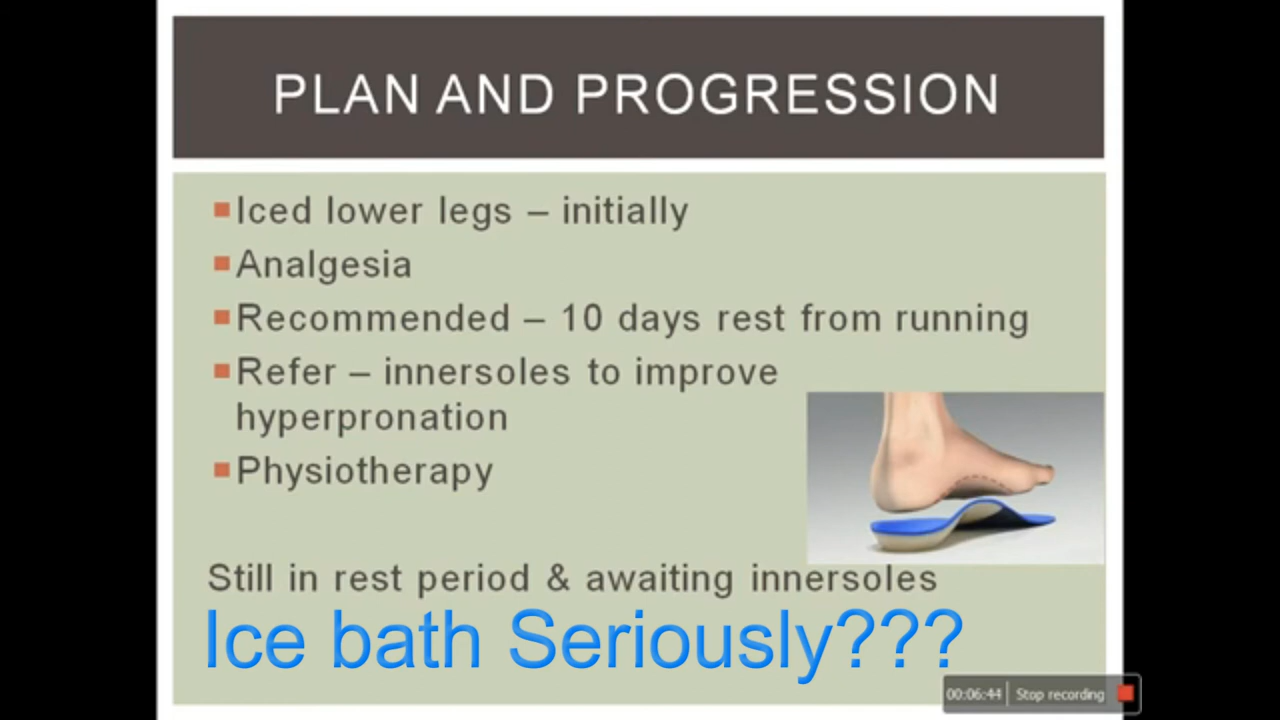 PLAN AND PROGRESSION
Iced lower legs – initially
Analgesia
Recommended – 10 days rest from running
Refer – innersoles to improve
hyperpronation
Physiotherapy
Still in rest period & awaiting innersoles
Ice bath Seriously???
00:06:44 Stop recording